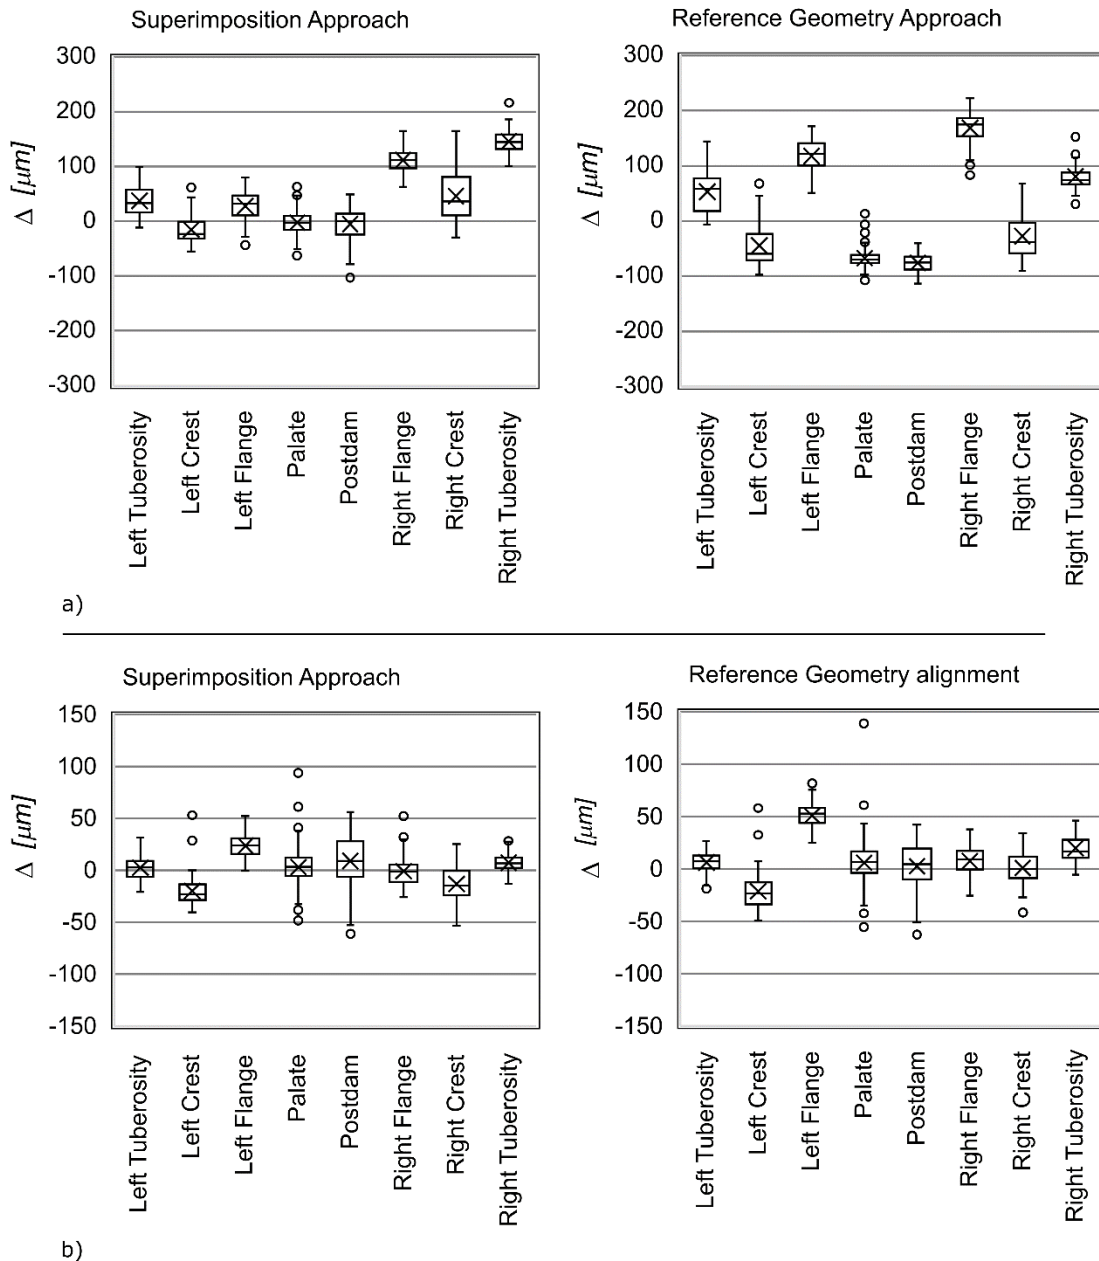 Superimposition Approach
Δ [μm]
300
200
100
0
-100
-200
-300
Left Tuberosity
Left Crest
Left Flange
Palate
Postdam
Right Flange
Right Crest
Right Tuberosity
Reference Geometry Approach
Δ [μm]
300
200
100
0
-100
-200
-300
Left Tuberosity
Left Crest
Left Flange
Palate
Postdam
Right Flange
Right Crest
Right Tuberosity
a)
Superimposition Approach
Δ [μm]
150
100
50
0
-50
-100
-150
Left Tuberosity
Left Crest
Left Flange
Palate
Postdam
Right Flange
Right Crest
Right Tuberosity
Reference Geometry alignment
Δ [μm]
150
100
50
0
-50
-100
-150
Left Tuberosity
Left Crest
Left Flange
Palate
Postdam
Right Flange
Right Crest
Right Tuberosity
b)